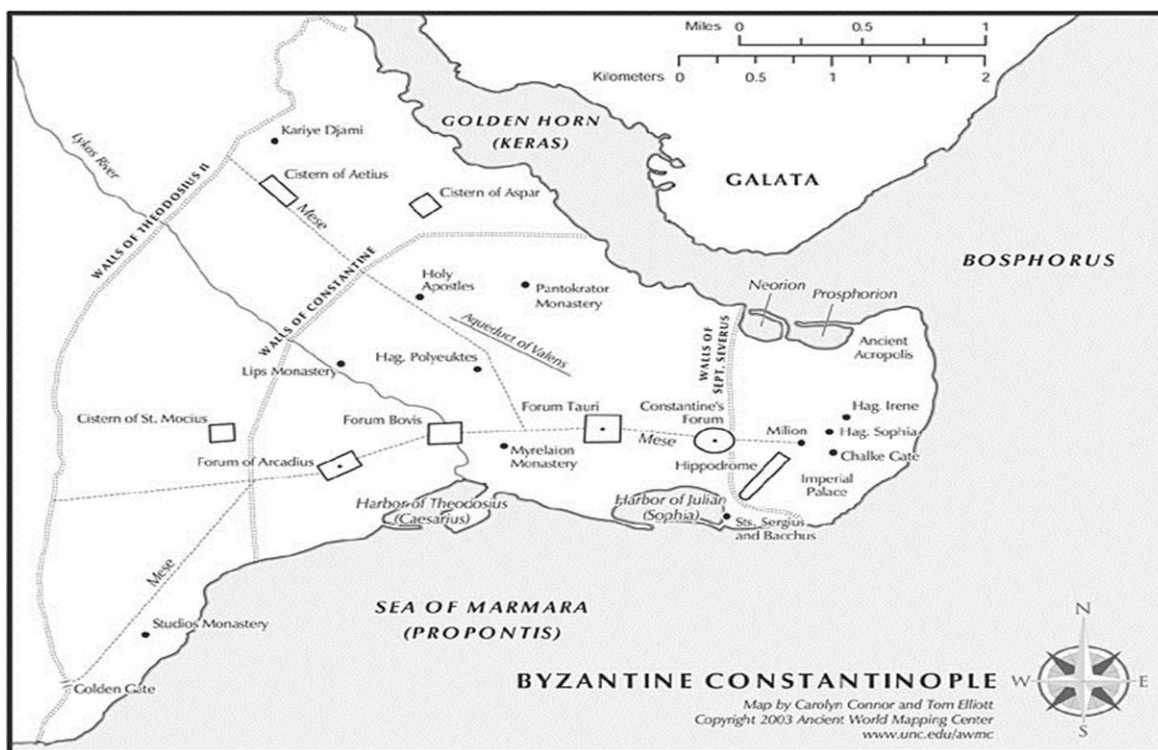 Miles 0 0.5 1
Kilometers 0 0.5 1 2
GOLDEN HORN
(KERAS)
GALATA
BOSPHORUS
Lykos River
Kariye Djami
Cistern of Aetius
Cistern of Aspar
Mese
WALLS OF THEODOSIUS II
WALLS OF CONSTANTINE
Holy
Apostles
Pantokrator
Monastery
Neorion
Prosphorion
Ancient
Acropolis
WALLS OF
SEPT. SEVERUS
Aqueduct of Valens
Hag. Polyeuktes
Lips Monastery
Cistern of St. Mocius
Forum Bovis
Forum Tauri
Constantine's
Forum
Milion
Hag. Irene
Hag. Sophia
Chalke Gate
Mese
Myrelaion
Monastery
Hippodrome
Imperial
Palace
Forum of Arcadius
Harbor of Theodosius
(Caesarius)
Harbor of Julian
(Sophia)
Sts. Sergius
and Bacchus
Mese
Studios Monastery
Golden Gate
SEA OF MARMARA
(PROPONTIS)
N
W E
S
BYZANTINE CONSTANTINOPLE
Map by Carolyn Connor and Tom Elliott
Copyright 2003 Ancient World Mapping Center
www.unc.edu/awmc